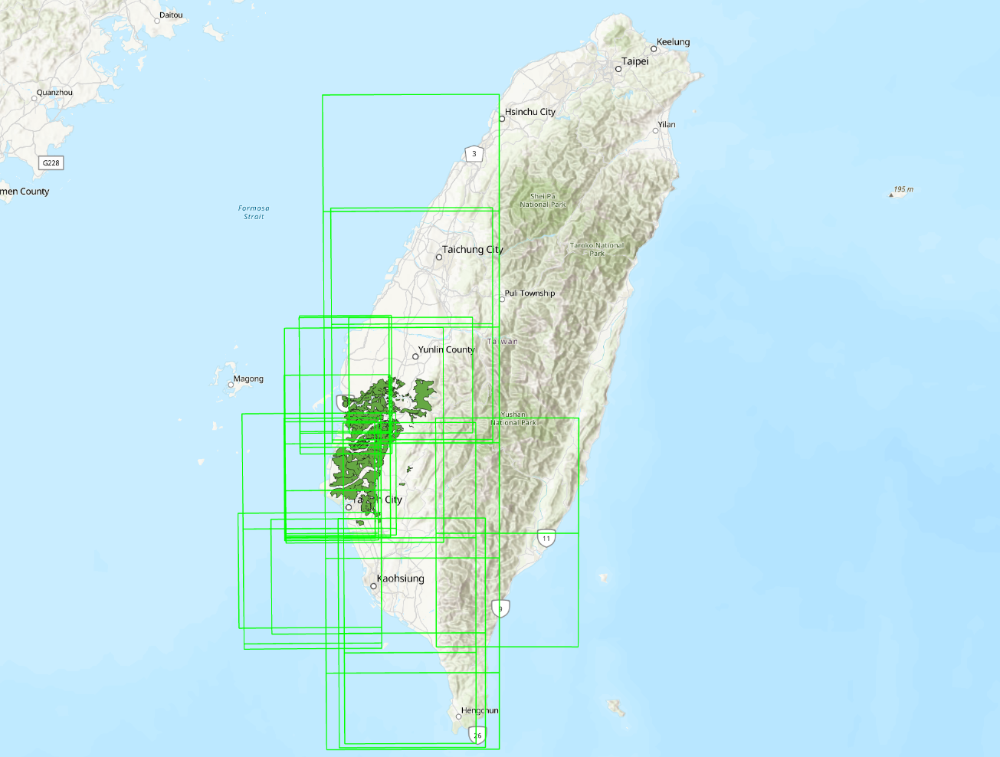 Daitou
Keelung
Taipei
Quanzhou
Hsinchu City
Yilan
3
G228
men County
195 m
Shei Pa
National Park
Formosa
Strait
Taroko National
Park
Taichung City
Puli Township
Taiwan
Yunlin County
Magong
Yushan
National Park
City
11
Kaohsiung
9
Hengchun
26